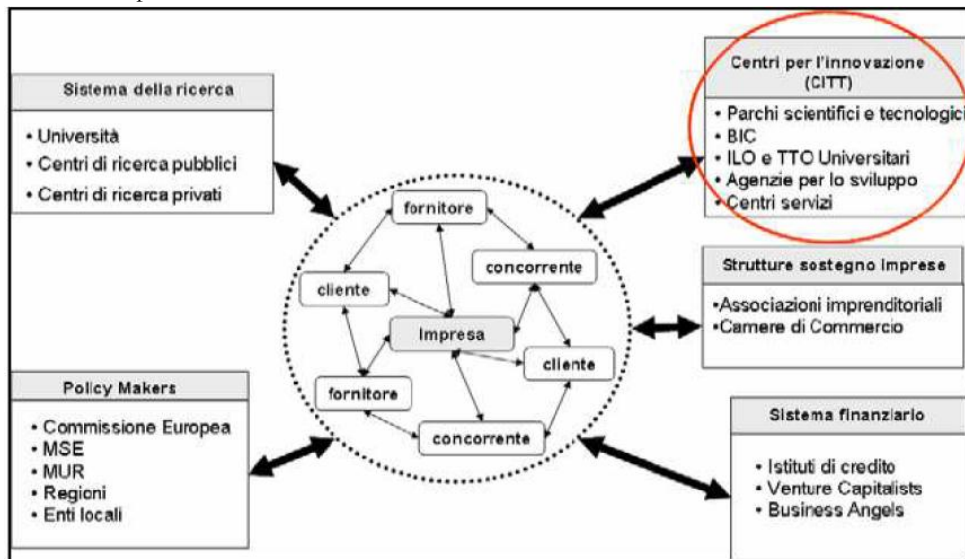 Sistema della ricerca
• Università
• Centri di ricerca pubblici
• Centri di ricerca privati
Centri per l'innovazione
(CITT)
• Parchi scientifici e tecnologici
• BIC
• ILO e TTO Universitari
• Agenzie per lo sviluppo
• Centri servizi
fornitore
concorrente
cliente
Impresa
cliente
fornitore
concorrente
Strutture sostegno imprese
•Associazioni imprenditoriali
•Camere di Commercio
Policy Makers
• Commissione Europea
• MSE
• MUR
• Regioni
• Enti locali
Sistema finanziario
• Istituti di credito
• Venture Capitalists
• Business Angels